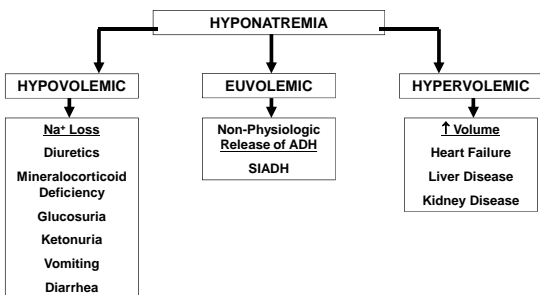 HYPONATREMIA
HYPOVOLEMIC
Na⁺ Loss
Diuretics
Mineralocorticoid
Deficiency
Glucosuria
Ketonuria
Vomiting
Diarrhea
EUVOLEMIC
Non-Physiologic
Release of ADH
SIADH
HYPERVOLEMIC
↑ Volume
Heart Failure
Liver Disease
Kidney Disease